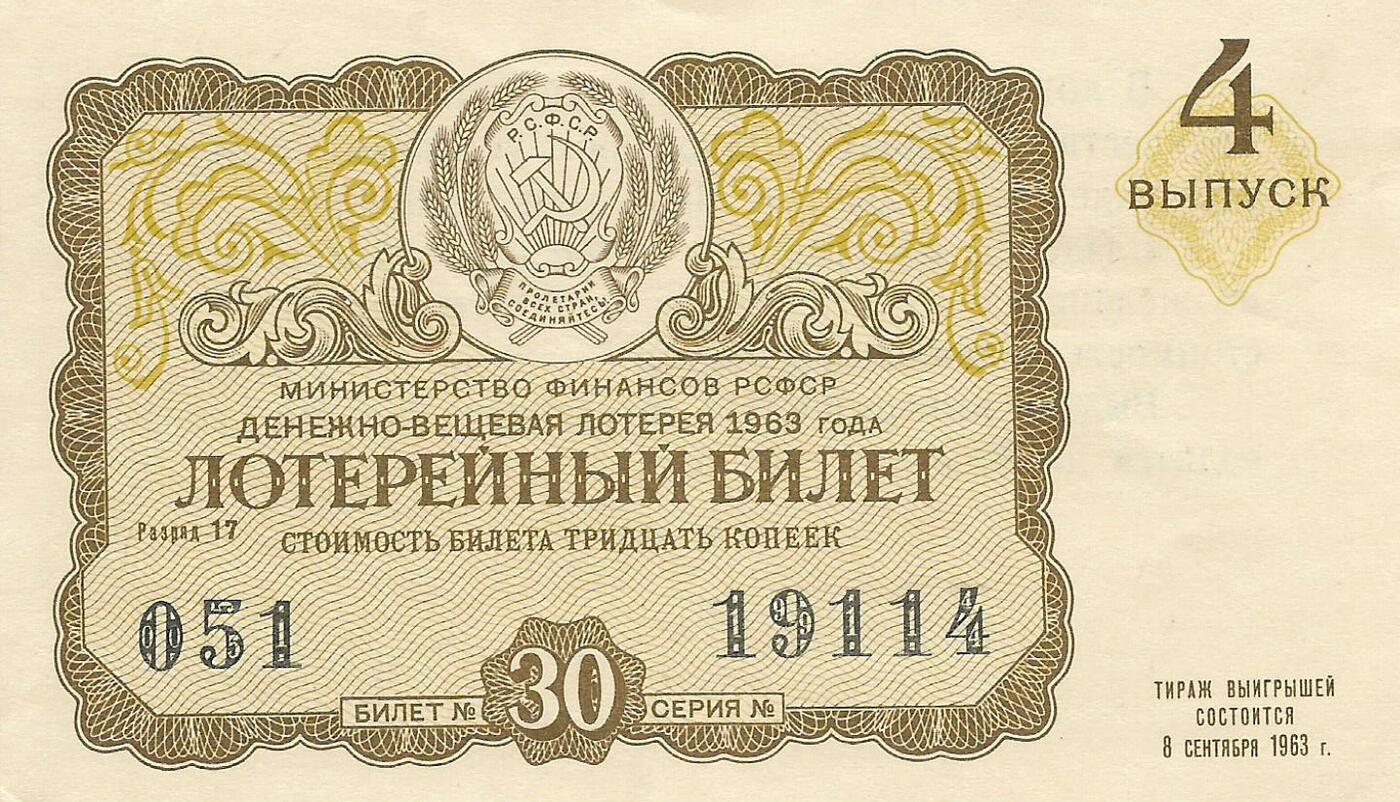 4
ВЫПУСК
Р.С.Ф.С.Р.
ПРОЛЕТАРИИ
ВСЕХ СТРАН,
СОЕДИНЯЙТЕСЬ!
МИНИСТЕРСТВО ФИНАНСОВ РСФСР
ДЕНЕЖНО-ВЕЩЕВАЯ ЛОТЕРЕЯ 1963 ГОДА
ЛОТЕРЕЙНЫЙ БИЛЕТ
Разряд 17
СТОИМОСТЬ БИЛЕТА ТРИДЦАТЬ КОПЕЕК
051 19114
БИЛЕТ № 30 СЕРИЯ №
ТИРАЖ ВЫИГРЫШЕЙ
СОСТОИТСЯ
8 СЕНТЯБРЯ 1963 г.